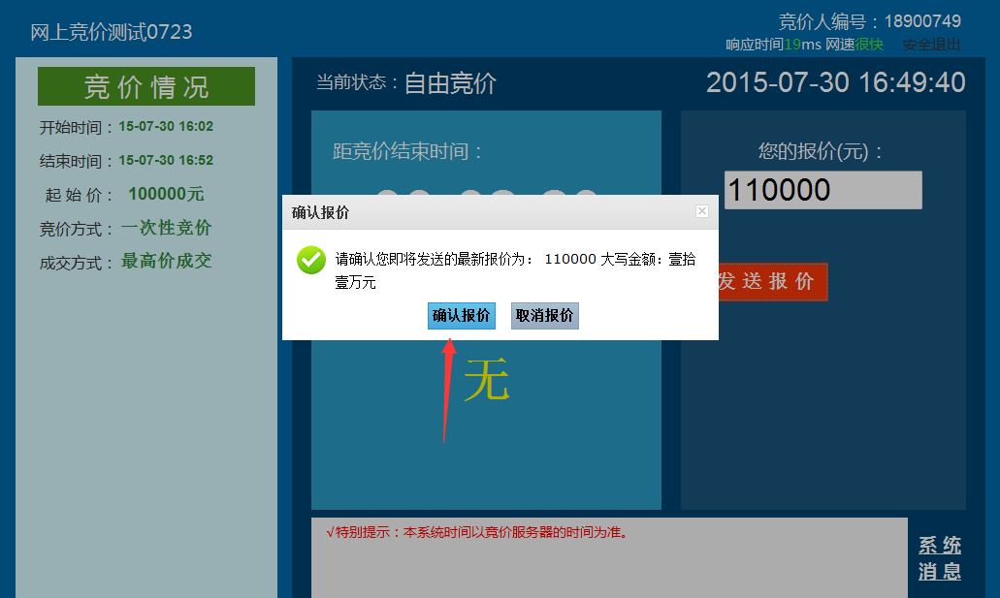 网上竞价测试0723
竞价人编号：18900749
响应时间19ms 网速很快 安全退出
竞价情况
开始时间：15-07-30 16:02
结束时间：15-07-30 16:52
起 始 价： 100000元
竞价方式：一次性竞价
成交方式：最高价成交
当前状态：自由竞价
2015-07-30 16:49:40
距竞价结束时间：
您的报价(元)：
110000
发 送 报 价
确认报价
请确认您即将发送的最新报价为： 110000 大写金额：壹拾
壹万元
确认报价 取消报价
无
√特别提示：本系统时间以竞价服务器的时间为准。
系 统
消 息